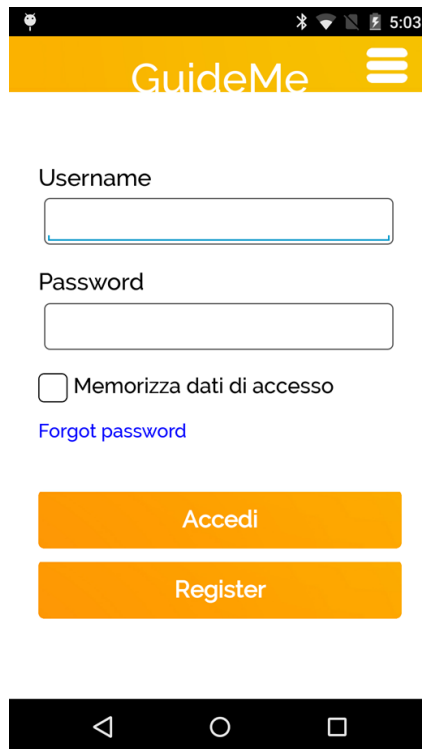 5:03
GuideMe
Username
Password
Memorizza dati di accesso
Forgot password
Accedi
Register